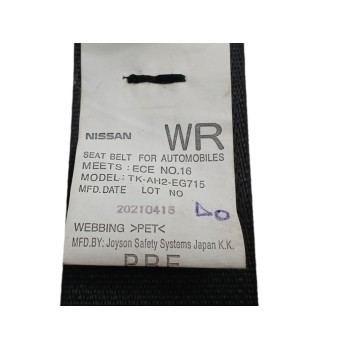 NISSAN WR
SEAT BELT FOR AUTOMOBILES
MEETS : ECE NO.16
MODEL: TK-AH2-EG715
MFD.DATE LOT NO
20210415
WEBBING >PET<
MFD.BY: Joyson Safety Systems Japan K.K.